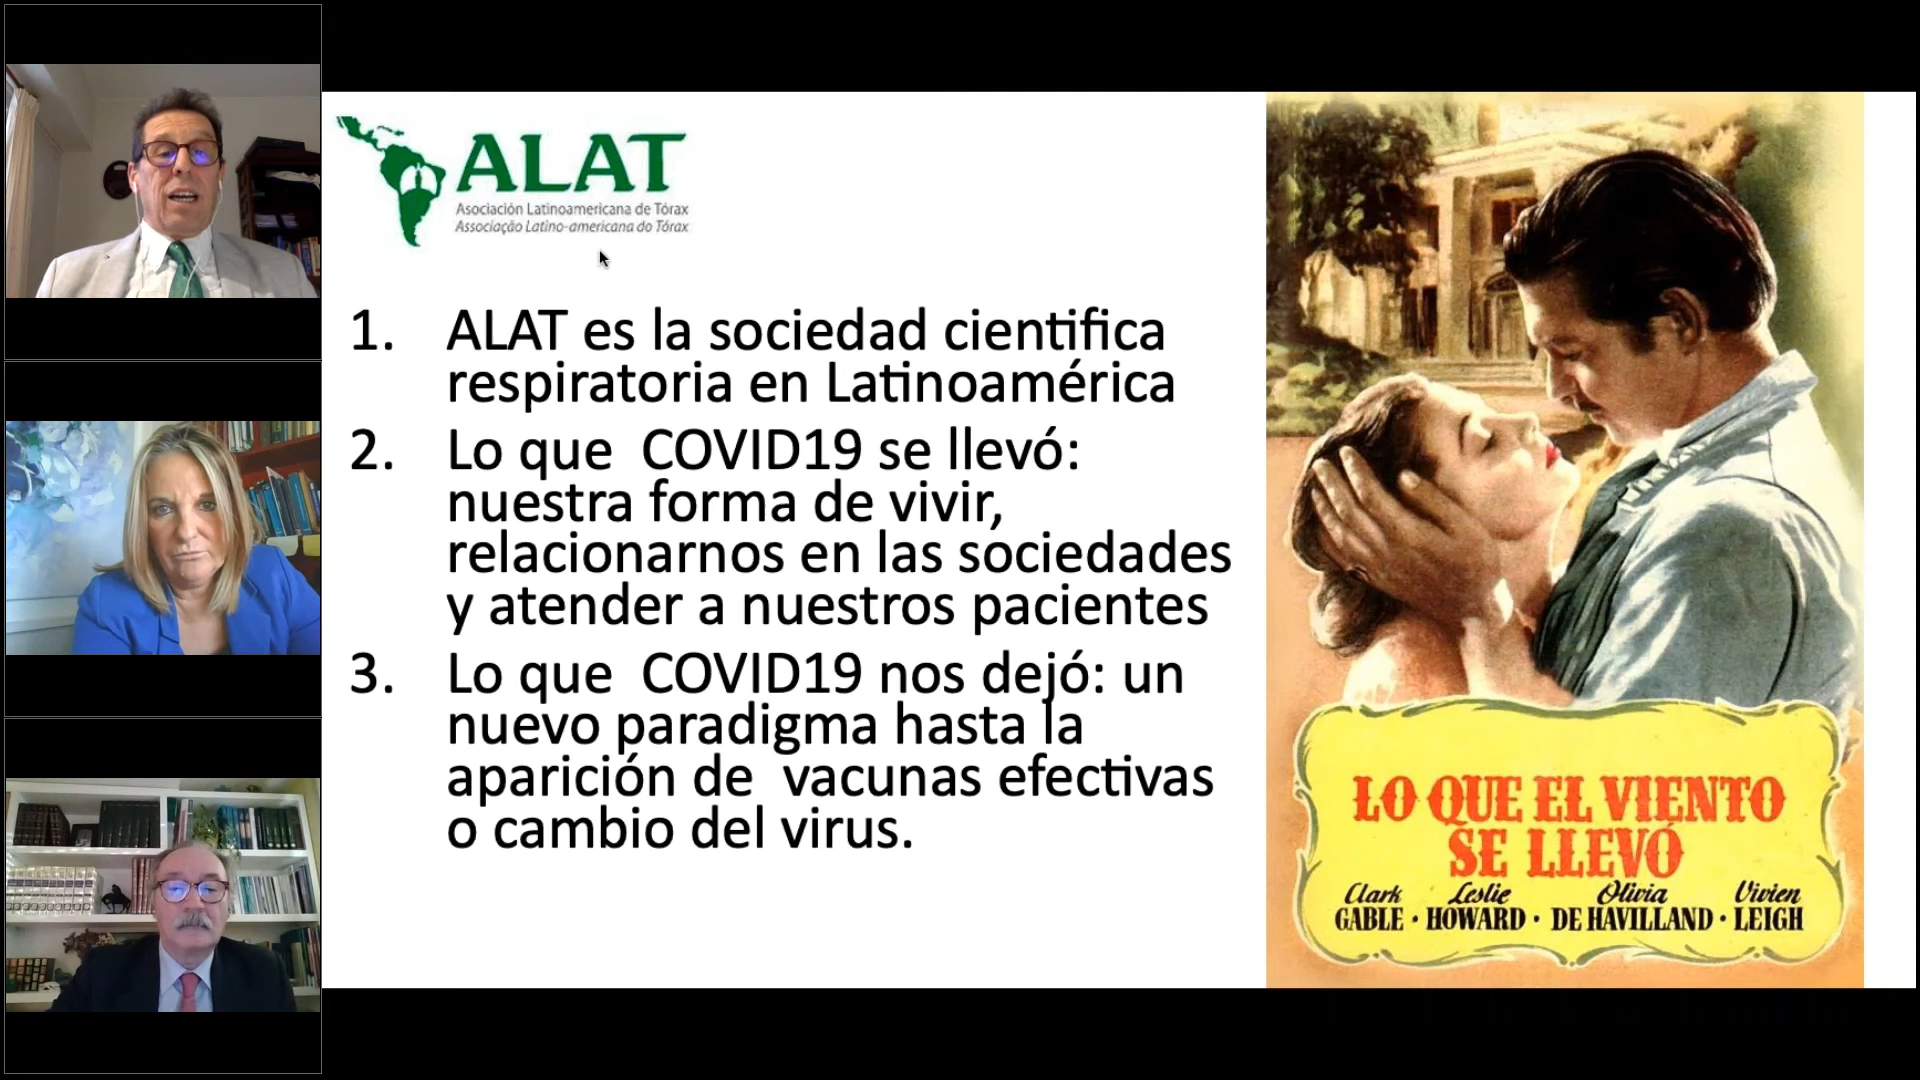 ALAT
Asociación Latinoamericana de Tórax
Associação Latino-americana do Tórax
1. ALAT es la sociedad cientifica
respiratoria en Latinoamérica
2. Lo que COVID19 se llevó:
nuestra forma de vivir,
relacionarnos en las sociedades
y atender a nuestros pacientes
3. Lo que COVID19 nos dejó: un
nuevo paradigma hasta la
aparición de vacunas efectivas
o cambio del virus.
LO QUE EL VIENTO
SE LLEVÓ
Clark Leslie Olivia Vivien
GABLE · HOWARD · DE HAVILLAND · LEIGH